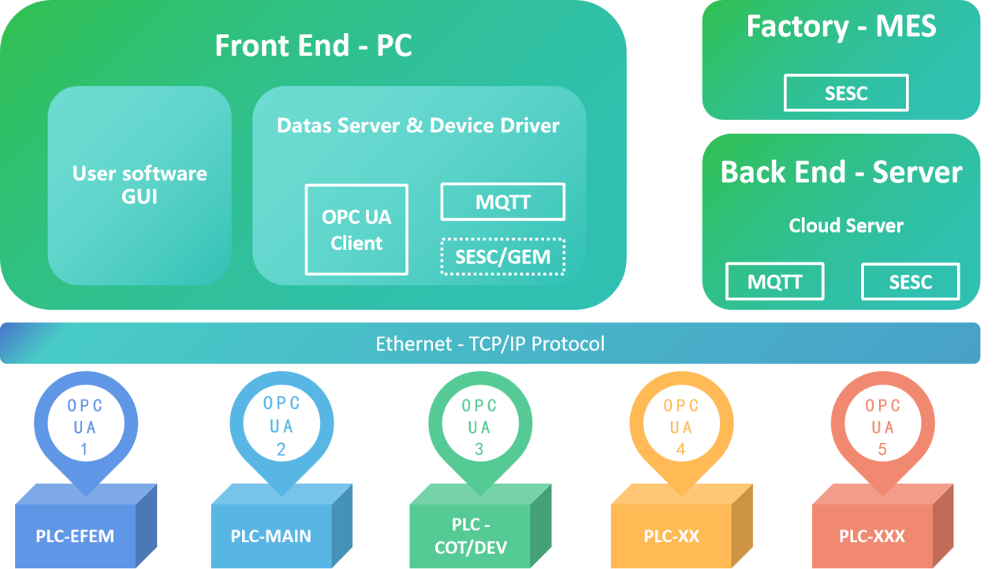 Front End - PC
User software
GUI
Datas Server & Device Driver
OPC UA
Client
MQTT
SESC/GEM
Factory - MES
SESC
Back End - Server
Cloud Server
MQTT
SESC
Ethernet - TCP/IP Protocol
OPC
UA
1
OPC
UA
2
OPC
UA
3
OPC
UA
4
OPC
UA
5
PLC-EFEM
PLC-MAIN
PLC -
COT/DEV
PLC-XX
PLC-XXX